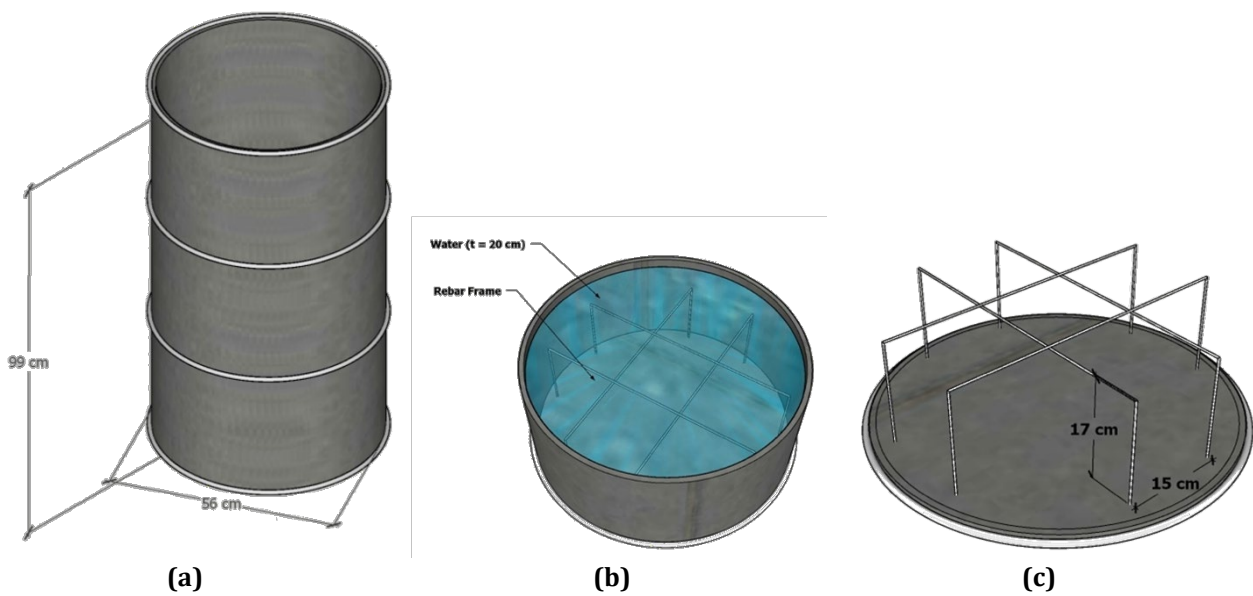 99 cm
56 cm
Water (t = 20 cm)
Rebar Frame
17 cm
15 cm
(a)
(b)
(c)